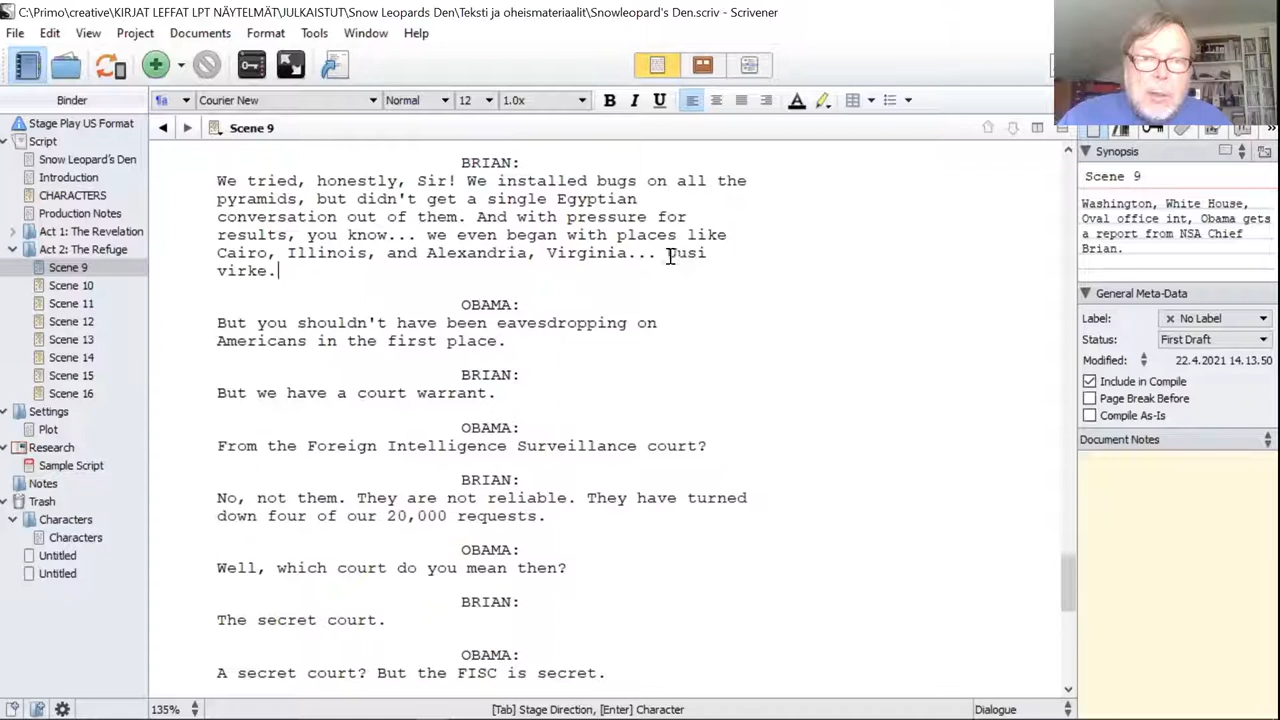 C:\Primo\creative\KIRJAT LEFFAT LPT NÄYTELMÄT\JULKAISTUT\Snow Leopards Den\Teksti ja oheismateriaalit\Snowleopard's Den.scriv - Scrivener
File Edit View Project Documents Format Tools Window Help
Binder
Courier New Normal 12 1.0x B I U A
Stage Play US Format
Script
Snow Leopard's Den
Introduction
CHARACTERS
Production Notes
Act 1: The Revelation
Act 2: The Refuge
Scene 9
Scene 10
Scene 11
Scene 12
Scene 13
Scene 14
Scene 15
Scene 16
Settings
Plot
Research
Sample Script
Notes
Trash
Characters
Characters
Untitled
Untitled
Scene 9
BRIAN:
We tried, honestly, Sir! We installed bugs on all the
pyramids, but didn't get a single Egyptian
conversation out of them. And with pressure for
results, you know... we even began with places like
Cairo, Illinois, and Alexandria, Virginia... Uusi
virke.
OBAMA:
But you shouldn't have been eavesdropping on
Americans in the first place.
BRIAN:
But we have a court warrant.
OBAMA:
From the Foreign Intelligence Surveillance court?
BRIAN:
No, not them. They are not reliable. They have turned
down four of our 20,000 requests.
OBAMA:
Well, which court do you mean then?
BRIAN:
The secret court.
OBAMA:
A secret court? But the FISC is secret.
135%
[Tab] Stage Direction, [Enter] Character
Dialogue
Synopsis
Scene 9
Washington, White House,
Oval office int, Obama gets
a report from NSA Chief
Brian.
General Meta-Data
Label: No Label
Status: First Draft
Modified: 22.4.2021 14.13.50
Include in Compile
Page Break Before
Compile As-Is
Document Notes